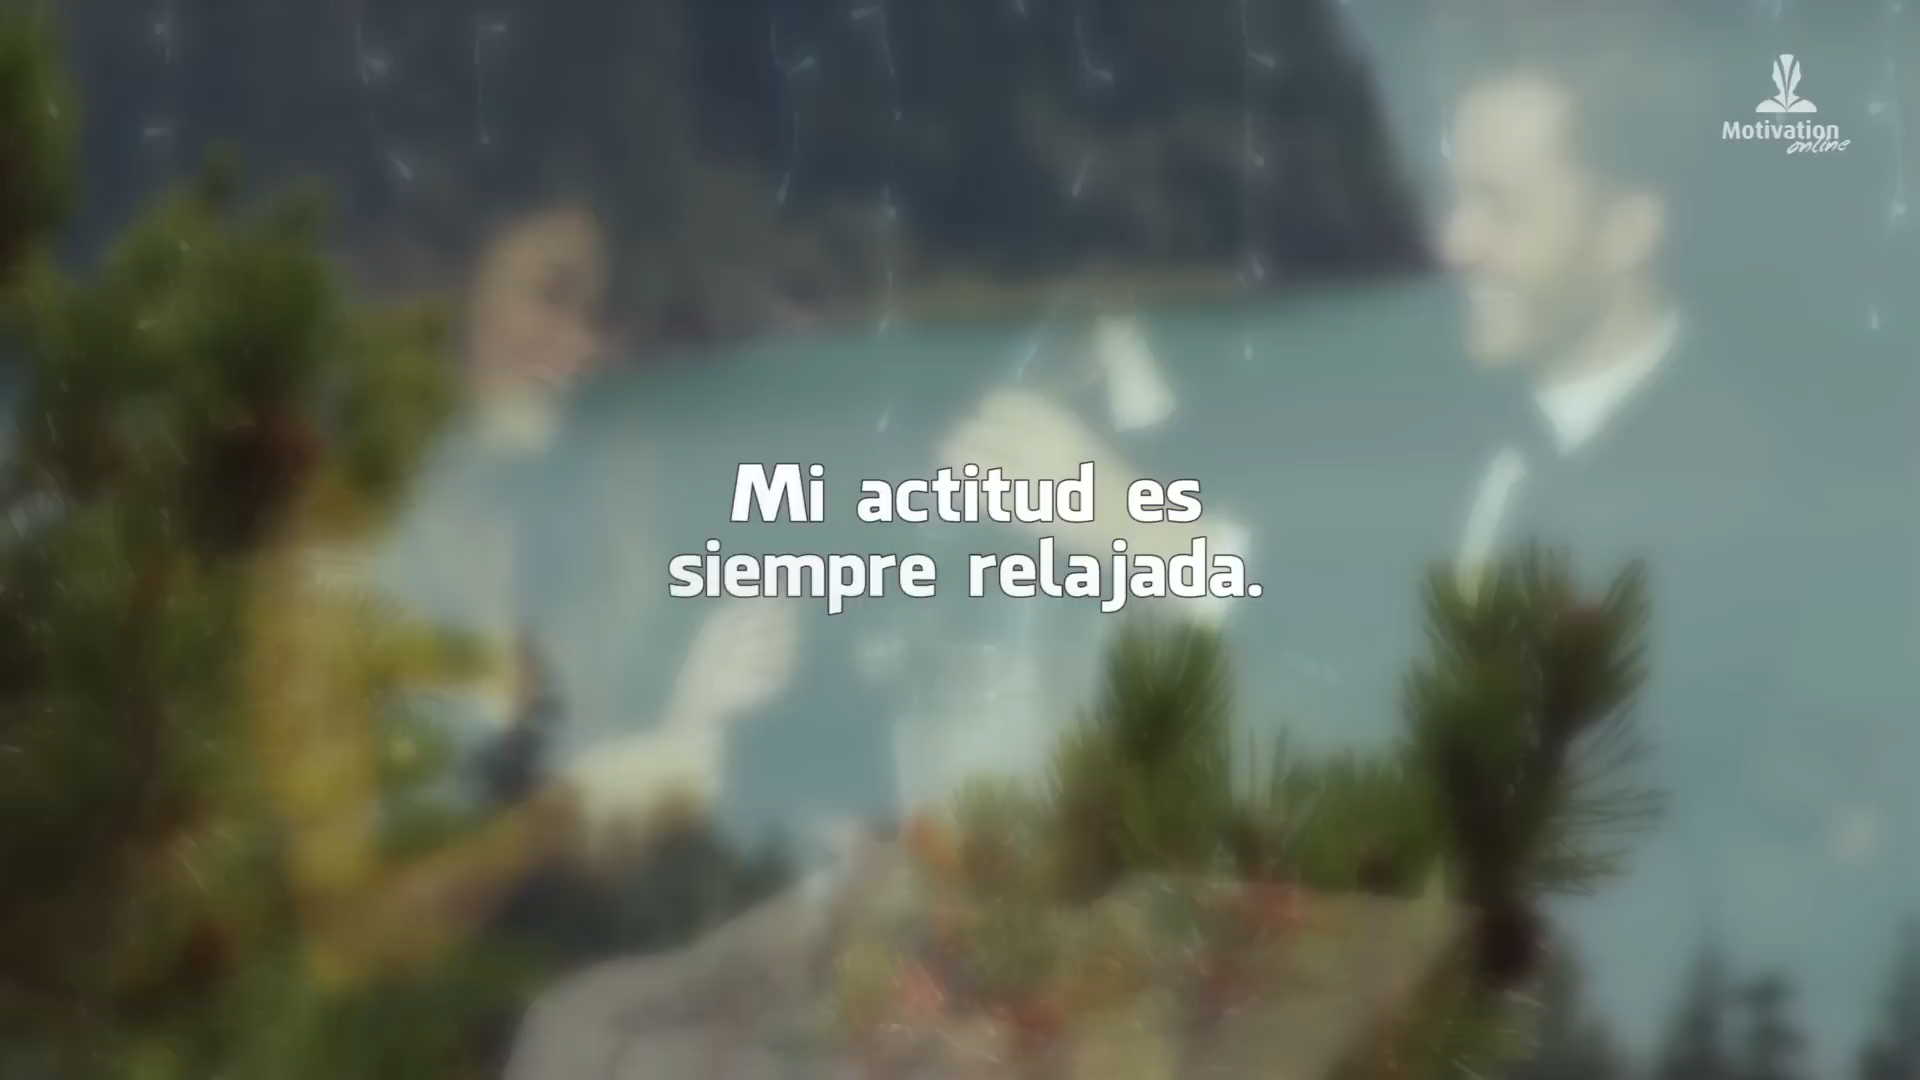 Motivation
online
Mi actitud es
siempre relajada.